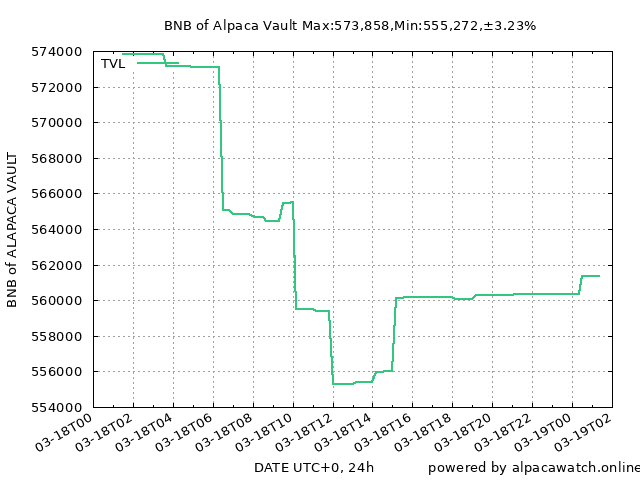 BNB of Alpaca Vault Max:573,858,Min:555,272,±3.23%
574000
TVL
572000
570000
568000
566000
564000
562000
560000
558000
556000
554000
BNB of ALAPACA VAULT
03-18T00
03-18T02
03-18T04
03-18T06
03-18T08
03-18T10
03-18T12
03-18T14
03-18T16
03-18T18
03-18T20
03-18T22
03-19T00
03-19T02
DATE UTC+0, 24h
powered by alpacawatch.online